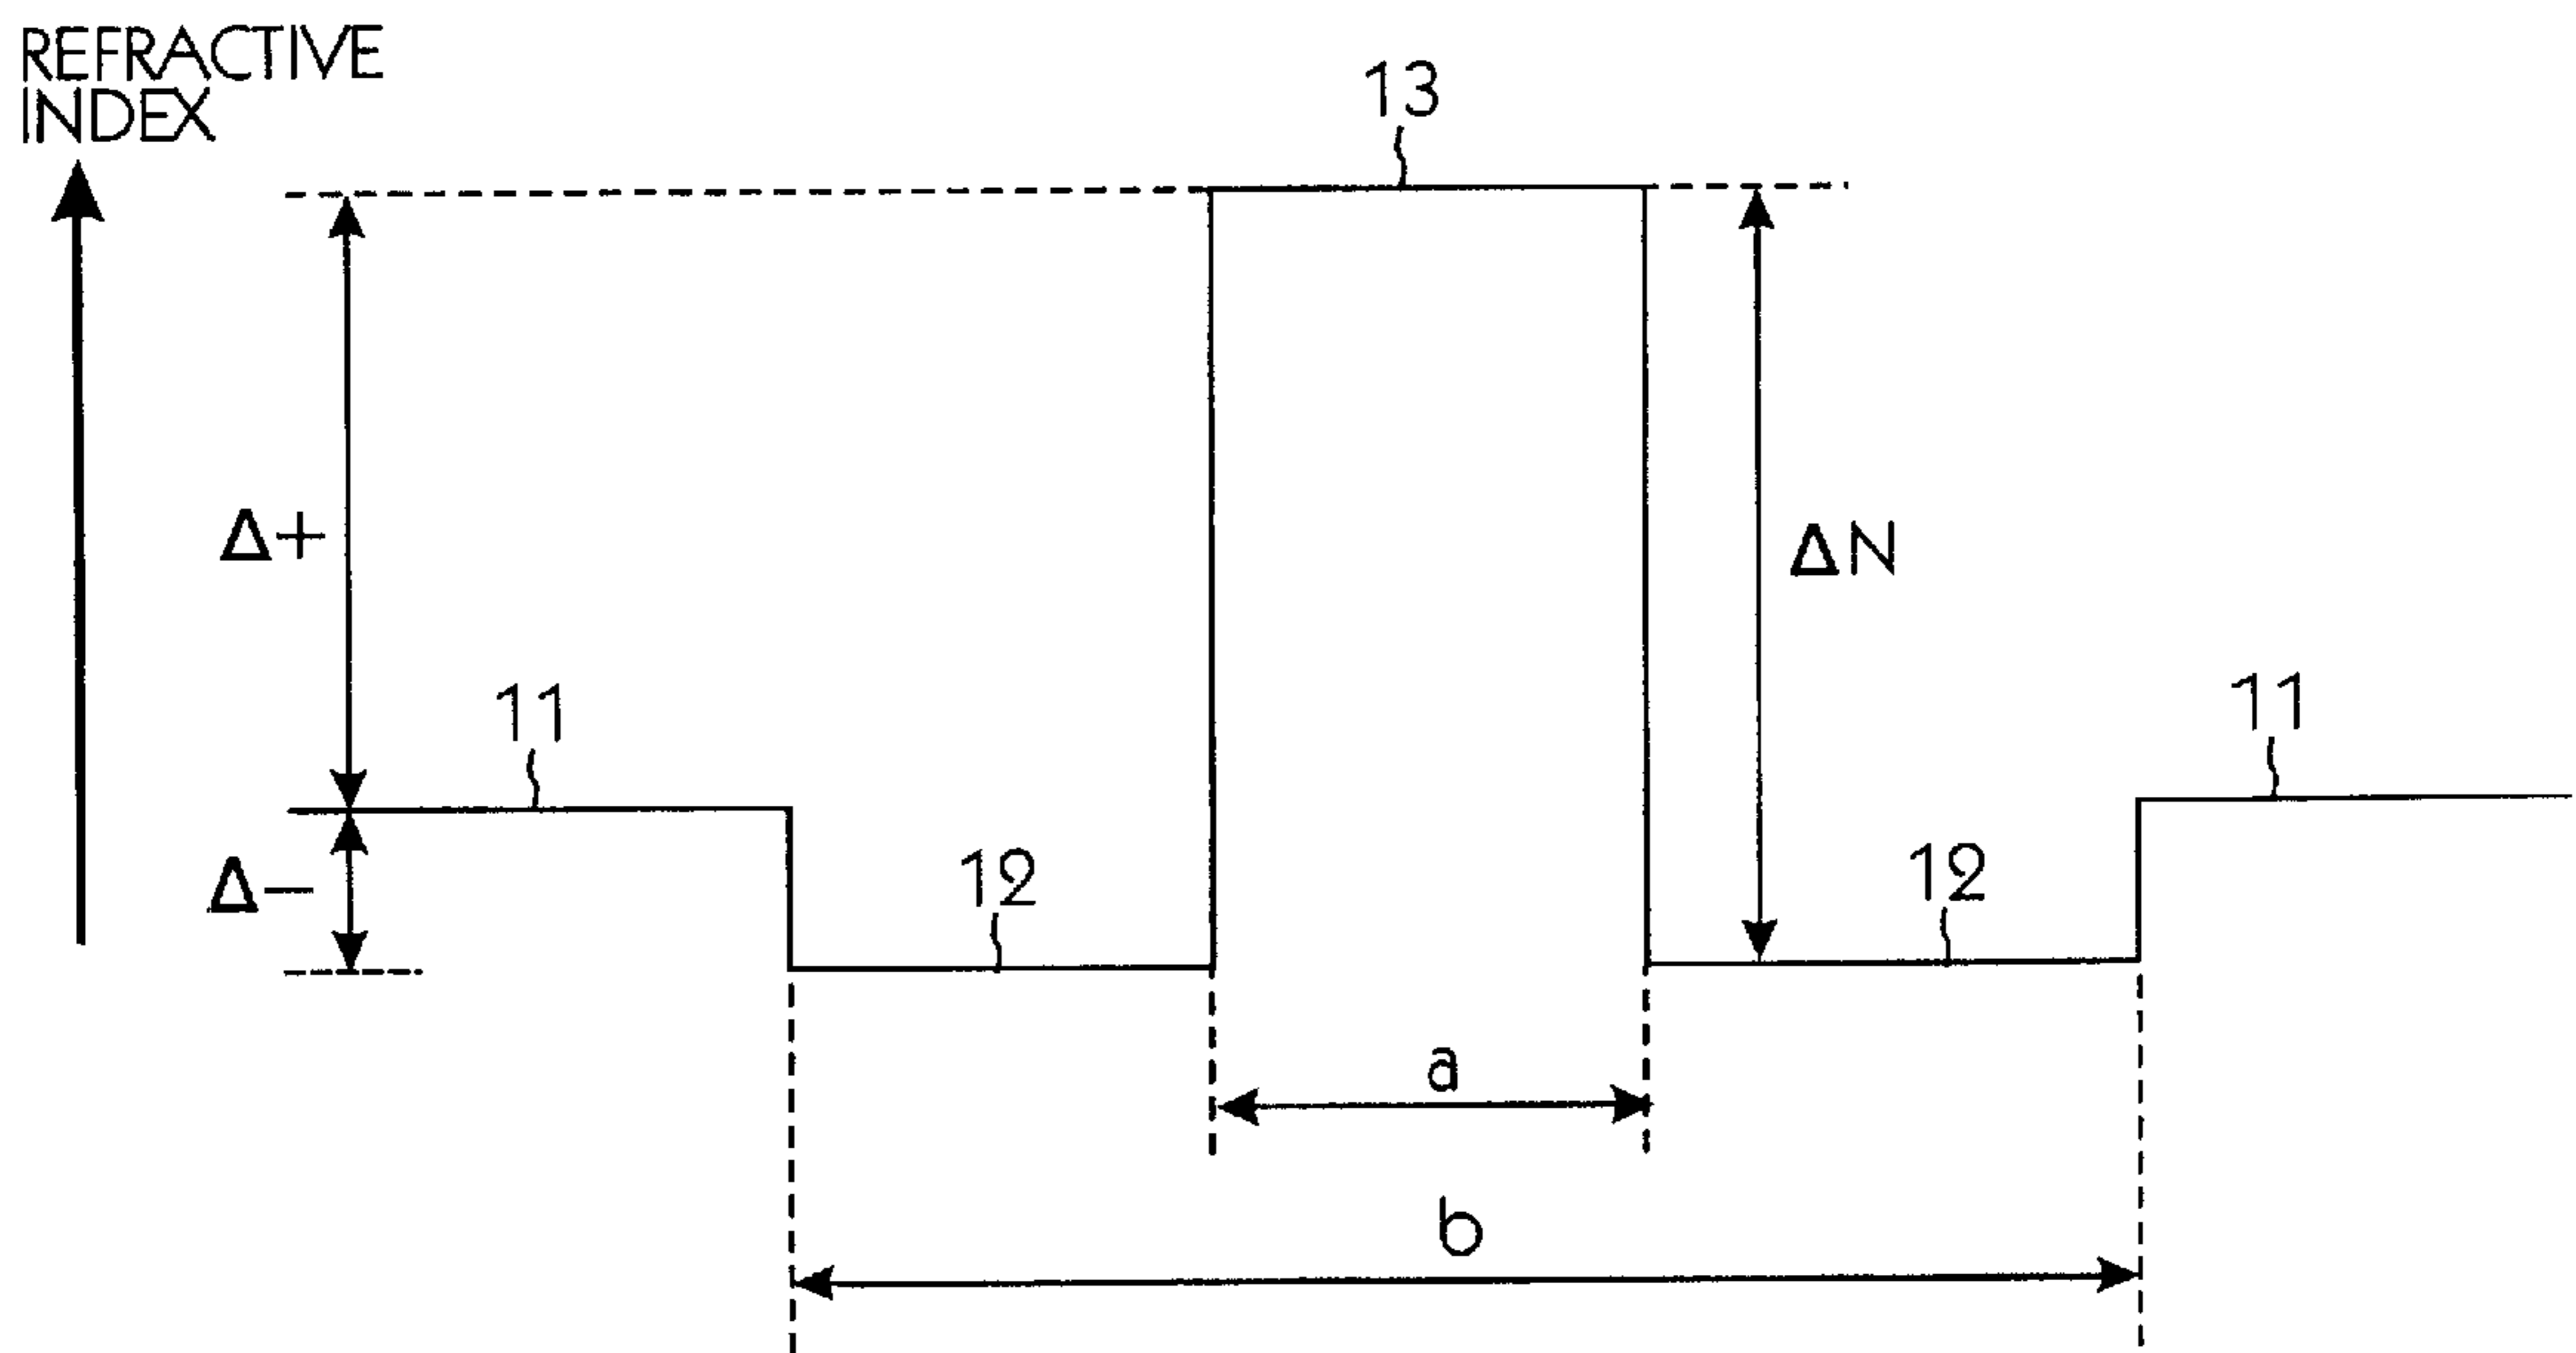 REFRACTIVE
INDEX
13
Δ+
ΔN
11
11
Δ−
12
12
a
b